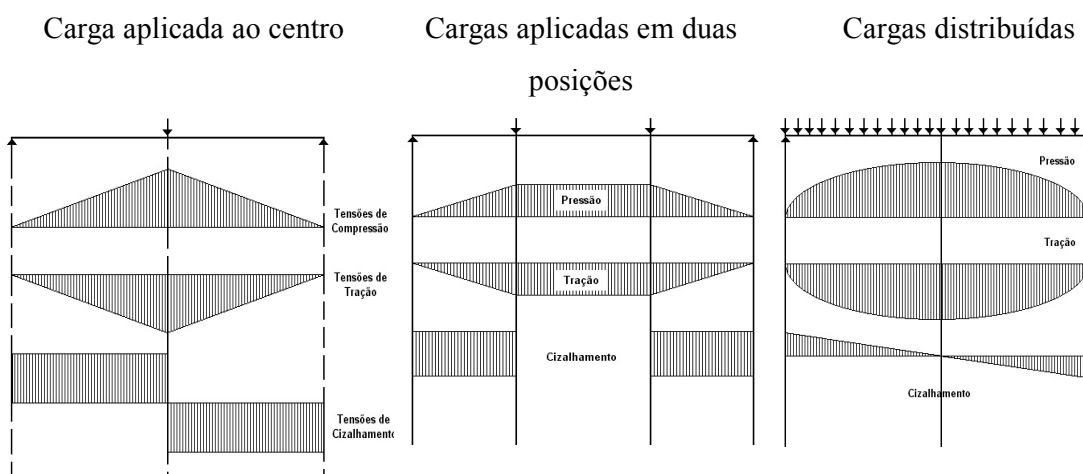 Carga aplicada ao centro
Cargas aplicadas em duas
posições
Cargas distribuídas
Tensões de
Compressão
Tensões de
Tração
Tensões de
Cizalhamento
Pressão
Tração
Cizalhamento
Pressão
Tração
Cizalhamento